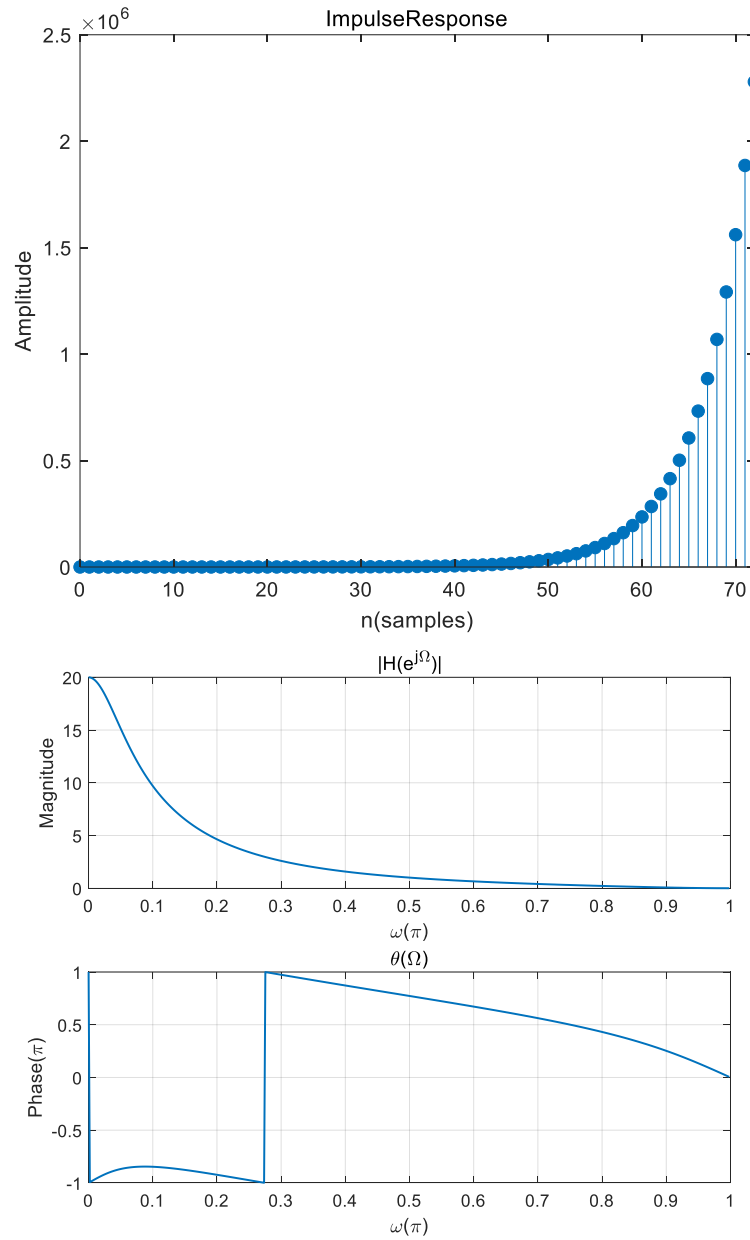 ImpulseResponse
×10⁶
2.5
2
1.5
1
0.5
0
Amplitude
0 10 20 30 40 50 60 70
n(samples)
|H(e^{jΩ})|
20
15
10
5
0
Magnitude
0 0.1 0.2 0.3 0.4 0.5 0.6 0.7 0.8 0.9 1
ω(π)
θ(Ω)
1
0.5
0
-0.5
-1
Phase(π)
0 0.1 0.2 0.3 0.4 0.5 0.6 0.7 0.8 0.9 1
ω(π)